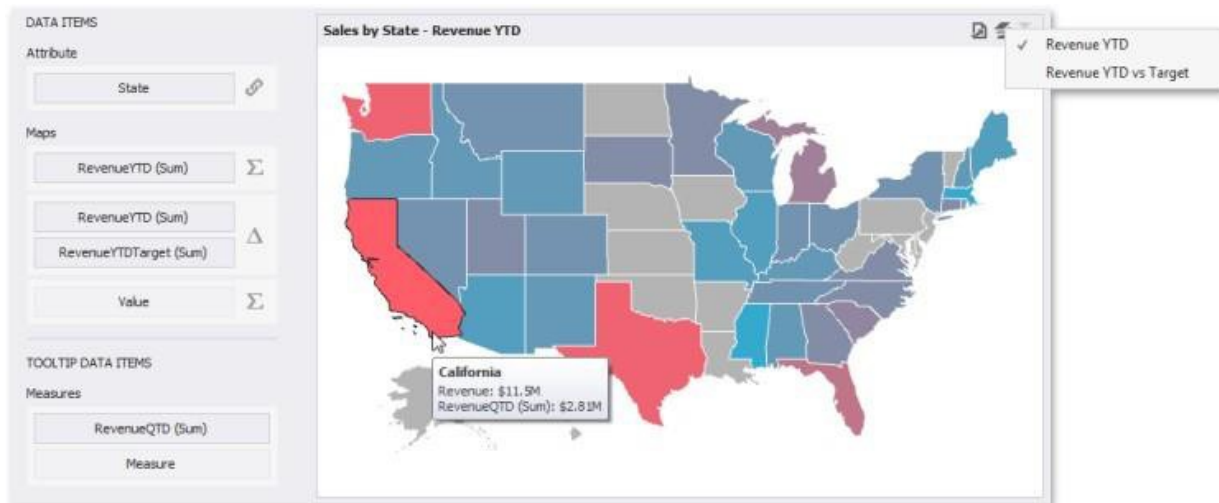 DATA ITEMS
Attribute
State
Maps
RevenueYTD (Sum)
Σ
RevenueYTD (Sum)
RevenueYTDTarget (Sum)
Δ
Value
Σ
TOOLTIP DATA ITEMS
Measures
RevenueQTD (Sum)
Measure
Sales by State - Revenue YTD
✓ Revenue YTD
Revenue YTD vs Target
California
Revenue: $11.5M
RevenueQTD (Sum): $2.81M